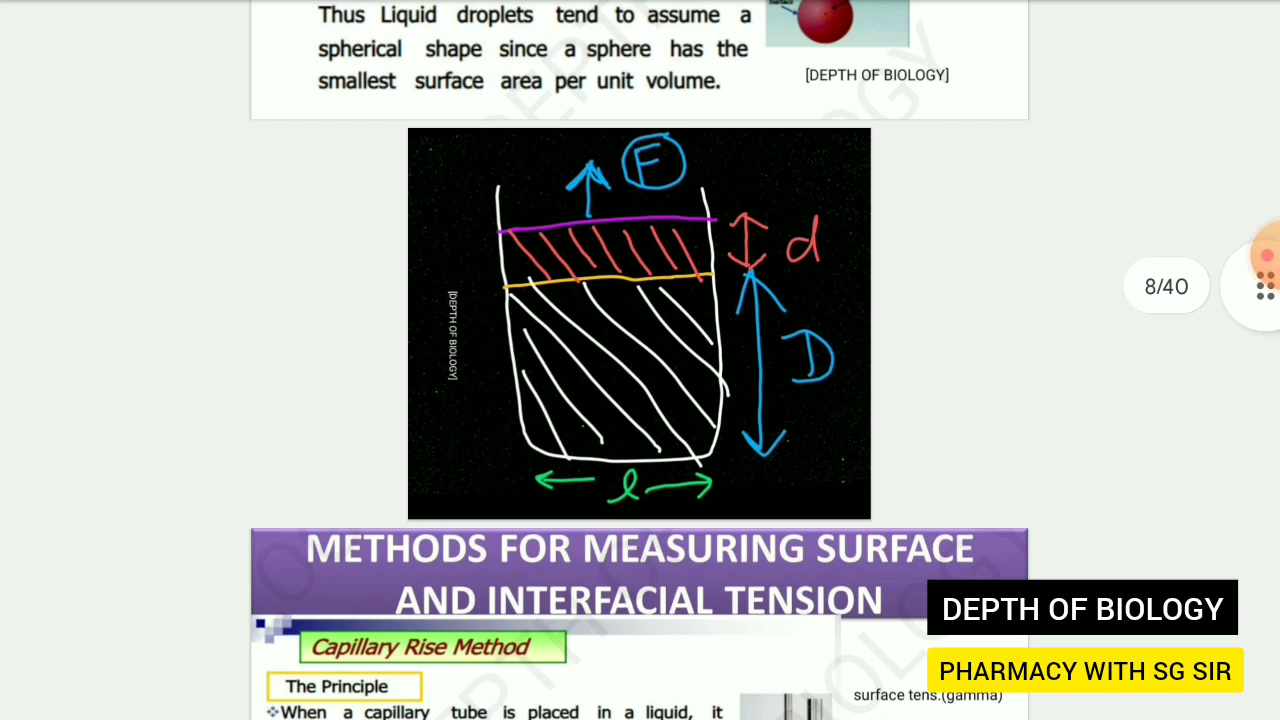 Thus Liquid droplets tend to assume a
spherical shape since a sphere has the
smallest surface area per unit volume.
[DEPTH OF BIOLOGY]
F
d
[DEPTH OF BIOLOGY]
D
8/40
l
METHODS FOR MEASURING SURFACE
AND INTERFACIAL TENSION
DEPTH OF BIOLOGY
Capillary Rise Method
PHARMACY WITH SG SIR
The Principle
surface tens.(gamma)
❖When a capillary tube is placed in a liquid, it